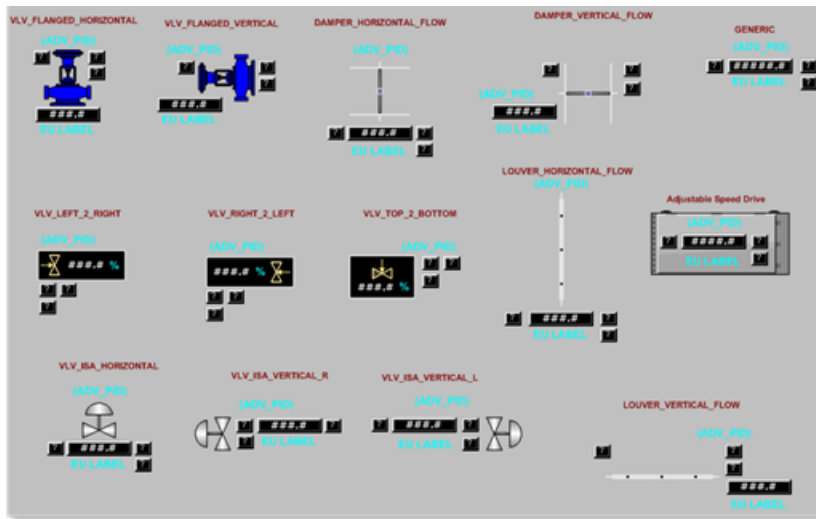 VLV_FLANGED_HORIZONTAL
(ADV_PID)
?
?
?
###.#
EU LABEL
VLV_FLANGED_VERTICAL
(ADV_PID)
?
?
?
###.#
DAMPER_HORIZONTAL_FLOW
(ADV_PID)
? ###.# ?
EU LABEL ?
DAMPER_VERTICAL_FLOW
?
?
?
(ADV_PID)
###.#
EU LABEL
GENERIC
(ADV_PID)
? #####.# ?
EU LABEL ?
VLV_LEFT_2_RIGHT
(ADV_PID)
###.# %
? ?
?
VLV_RIGHT_2_LEFT
(ADV_PID)
###.# %
? ?
?
VLV_TOP_2_BOTTOM
(ADV_PID)
###.# %
? ?
?
LOUVER_HORIZONTAL_FLOW
(ADV_PID)
? ###.# ?
EU LABEL ?
Adjustable Speed Drive
(ADV_PID)
? ####.# ?
EU LABEL ?
VLV_ISA_HORIZONTAL
(ADV_PID)
? ###.# ?
EU LABEL ?
VLV_ISA_VERTICAL_R
(ADV_PID)
? ###.# ?
? EU LABEL
VLV_ISA_VERTICAL_L
(ADV_PID)
? ###.# ?
EU LABEL ?
LOUVER_VERTICAL_FLOW
(ADV_PID)
? ?
?
###.#
EU LABEL